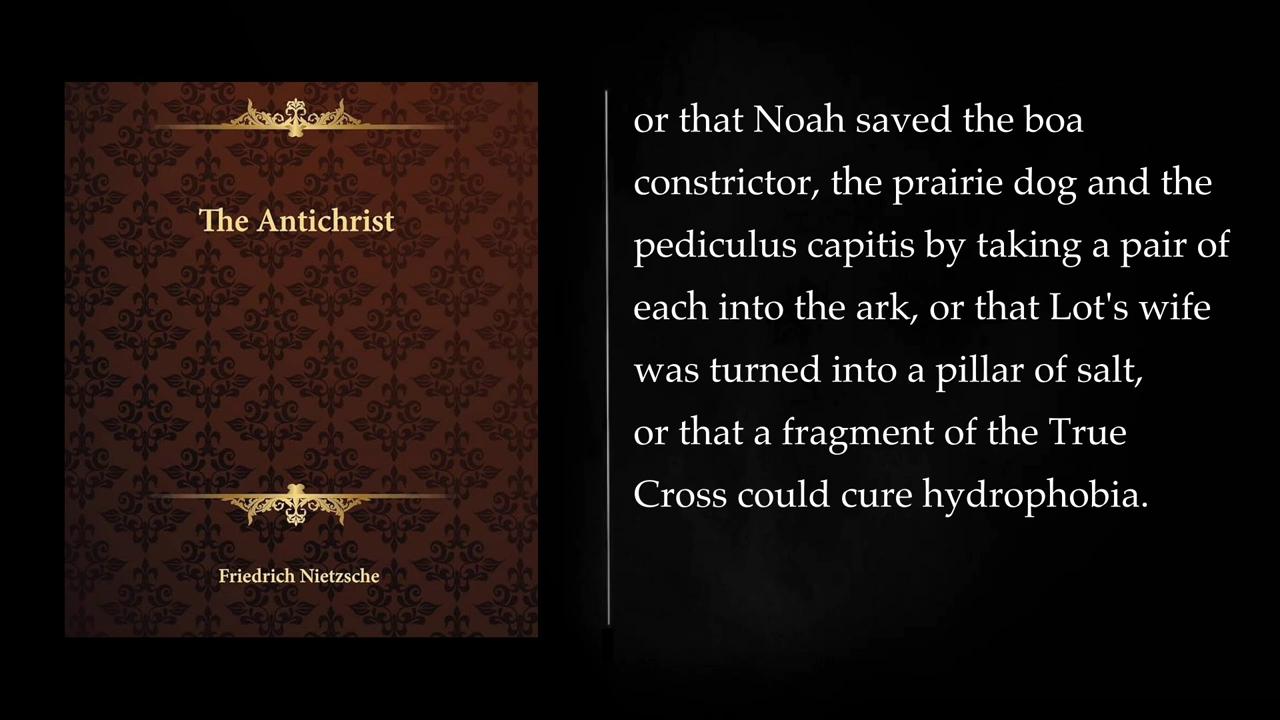 The Antichrist
Friedrich Nietzsche
or that Noah saved the boa
constrictor, the prairie dog and the
pediculus capitis by taking a pair of
each into the ark, or that Lot's wife
was turned into a pillar of salt,
or that a fragment of the True
Cross could cure hydrophobia.